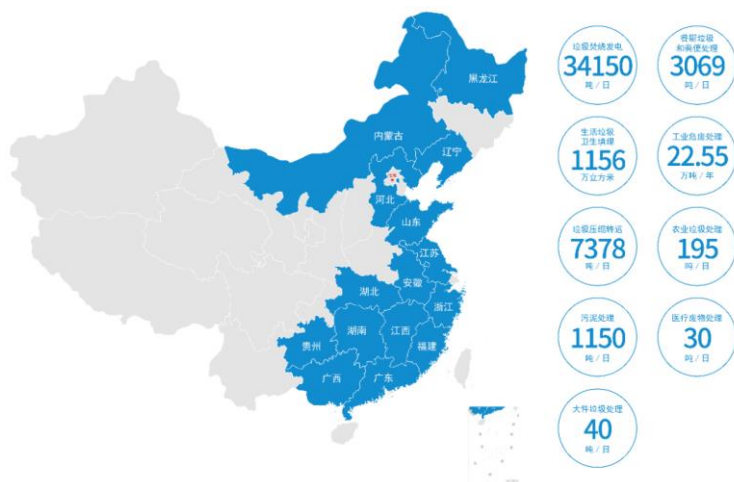 黑龙江
内蒙古
辽宁
北京
河北
山东
江苏
安徽
湖北
浙江
湖南
江西
贵州
福建
广西
广东
垃圾焚烧发电
34150
吨 / 日
餐厨垃圾
和粪便处理
3069
吨 / 日
生活垃圾
卫生填埋
1156
万立方米
工业危废处理
22.55
万吨 / 年
垃圾压缩转运
7378
吨 / 日
农业垃圾处理
195
吨 / 日
污泥处理
1150
吨 / 日
医疗废物处理
30
吨 / 日
大件垃圾处理
40
吨 / 日